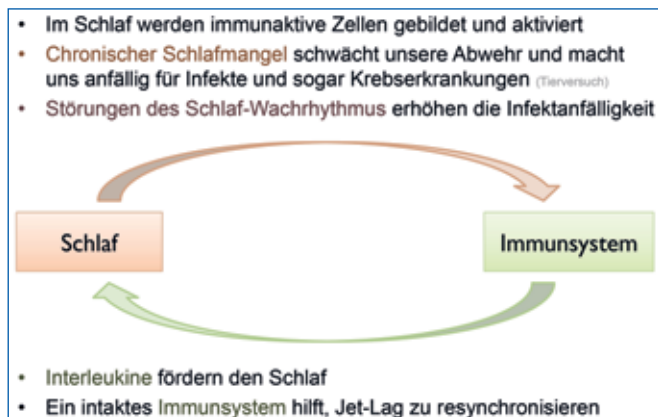 • Im Schlaf werden immunaktive Zellen gebildet und aktiviert
• Chronischer Schlafmangel schwächt unsere Abwehr und macht
uns anfällig für Infekte und sogar Krebserkrankungen (Tierversuch)
• Störungen des Schlaf-Wachrhythmus erhöhen die Infektanfälligkeit
Schlaf
Immunsystem
• Interleukine fördern den Schlaf
• Ein intaktes Immunsystem hilft, Jet-Lag zu resynchronisieren